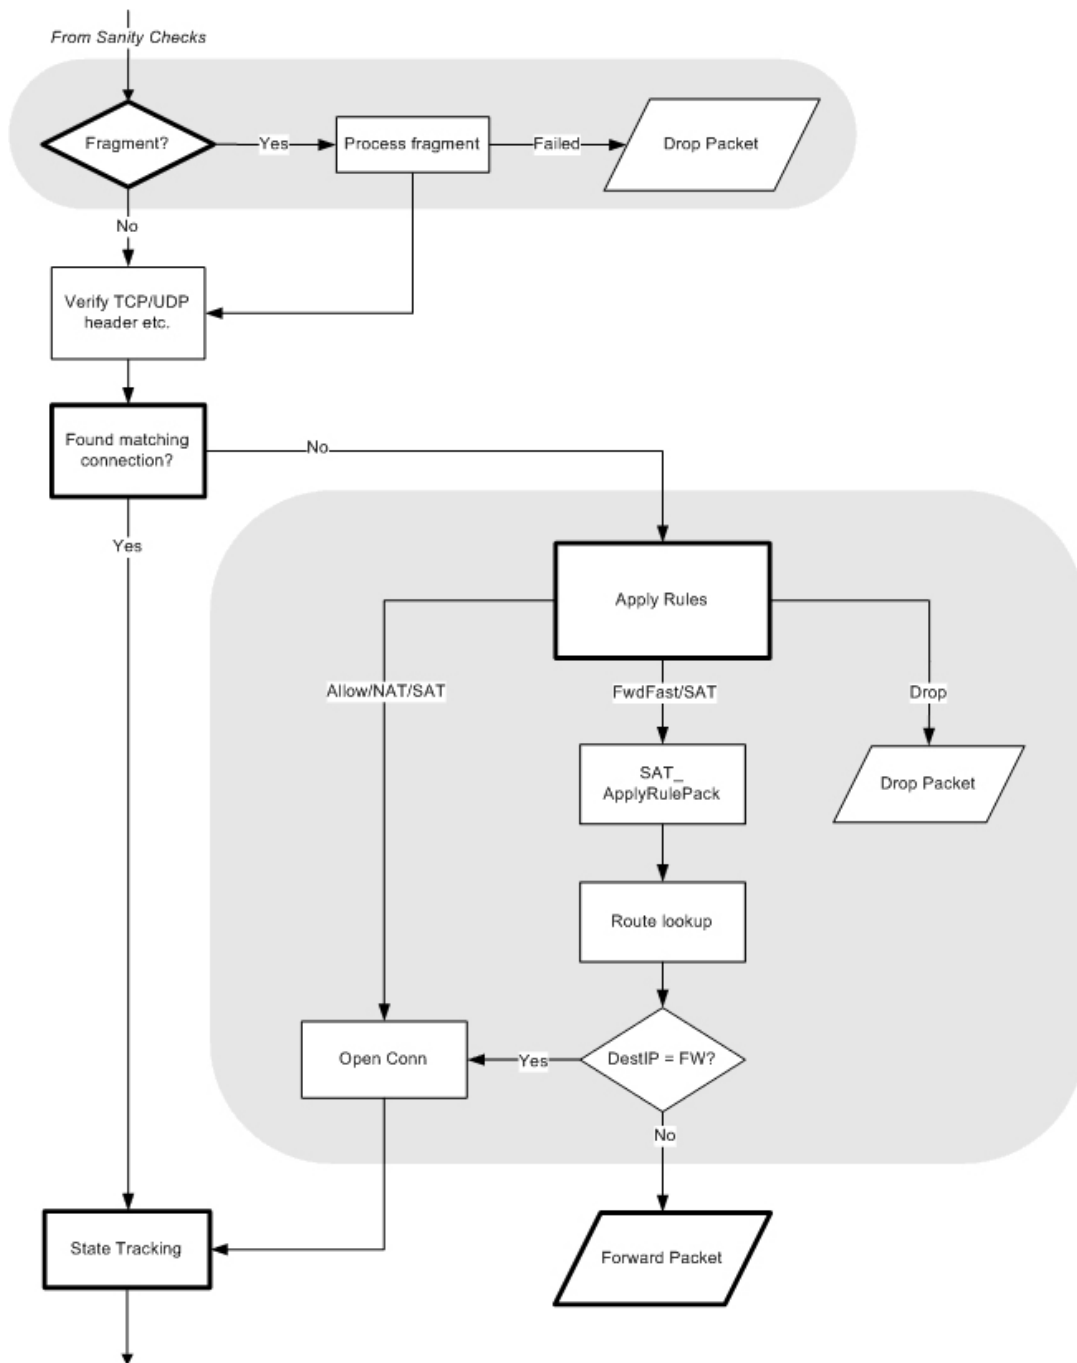 From Sanity Checks
Fragment?
Yes
Process fragment
Failed
Drop Packet
No
Verify TCP/UDP
header etc.
Found matching
connection?
No
Yes
Apply Rules
Allow/NAT/SAT
FwdFast/SAT
Drop
SAT_
ApplyRulePack
Drop Packet
Route lookup
Open Conn
Yes
DestIP = FW?
No
State Tracking
Forward Packet